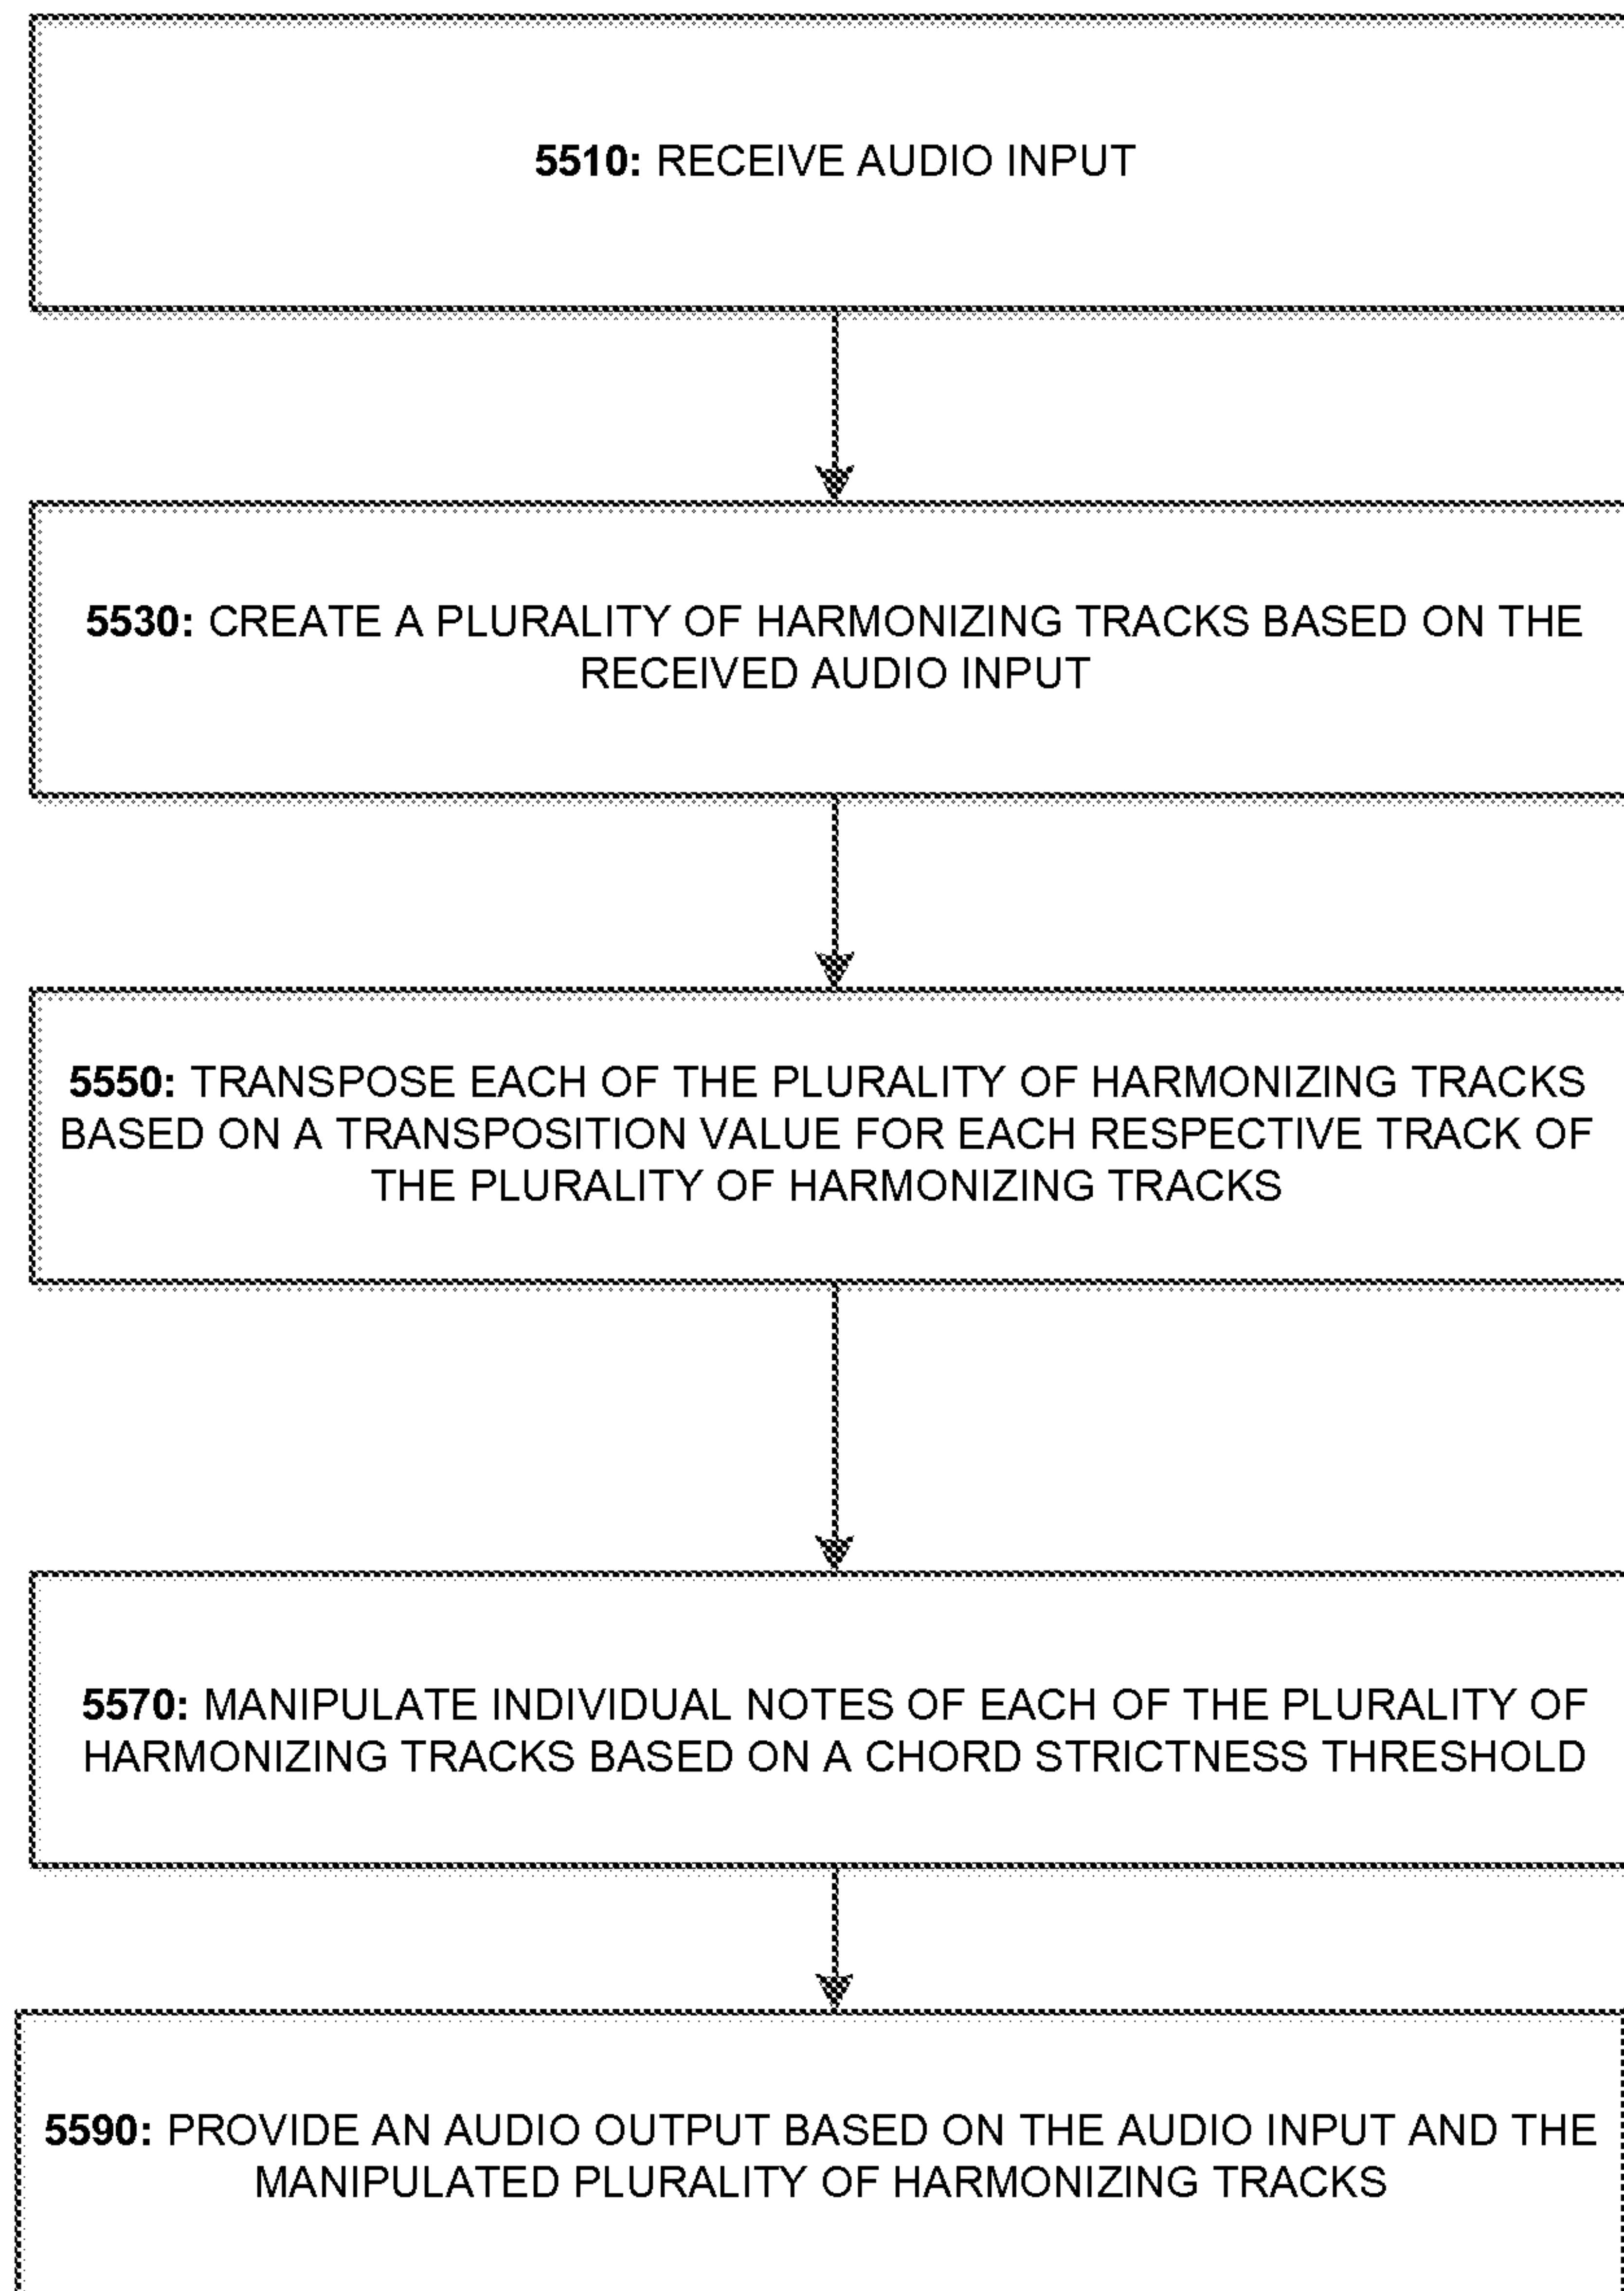 5510: RECEIVE AUDIO INPUT
5530: CREATE A PLURALITY OF HARMONIZING TRACKS BASED ON THE
RECEIVED AUDIO INPUT
5550: TRANSPOSE EACH OF THE PLURALITY OF HARMONIZING TRACKS
BASED ON A TRANSPOSITION VALUE FOR EACH RESPECTIVE TRACK OF
THE PLURALITY OF HARMONIZING TRACKS
5570: MANIPULATE INDIVIDUAL NOTES OF EACH OF THE PLURALITY OF
HARMONIZING TRACKS BASED ON A CHORD STRICTNESS THRESHOLD
5590: PROVIDE AN AUDIO OUTPUT BASED ON THE AUDIO INPUT AND THE
MANIPULATED PLURALITY OF HARMONIZING TRACKS